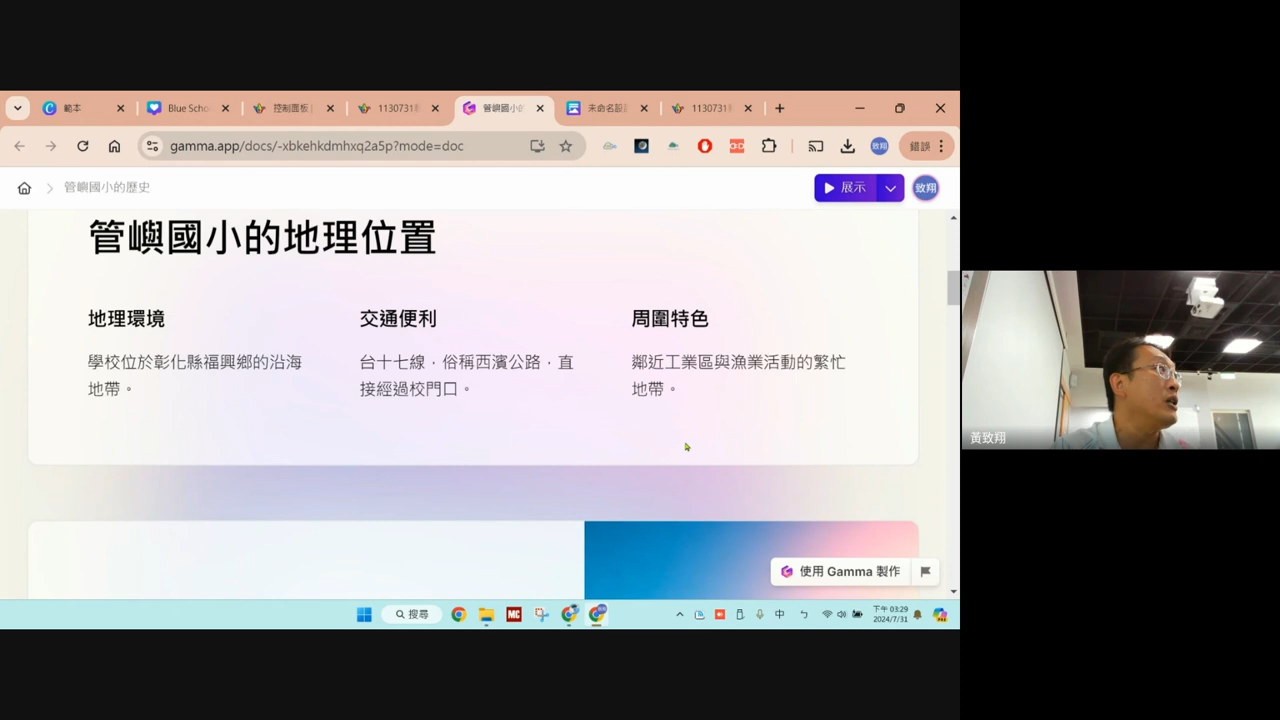 範本
Blue Scho
控制面板 |
1130731
管嶼國小的
未命名設計
1130731
gamma.app/docs/-xbkehkdmhxq2a5p?mode=doc
致翔
錯誤
管嶼國小的歷史
展示
致翔
管嶼國小的地理位置
地理環境
交通便利
周圍特色
學校位於彰化縣福興鄉的沿海
地帶。
台十七線，俗稱西濱公路，直
接經過校門口。
鄰近工業區與漁業活動的繁忙
地帶。
使用 Gamma 製作
黃致翔
搜尋
MC
中
下午 03:29
2024/7/31